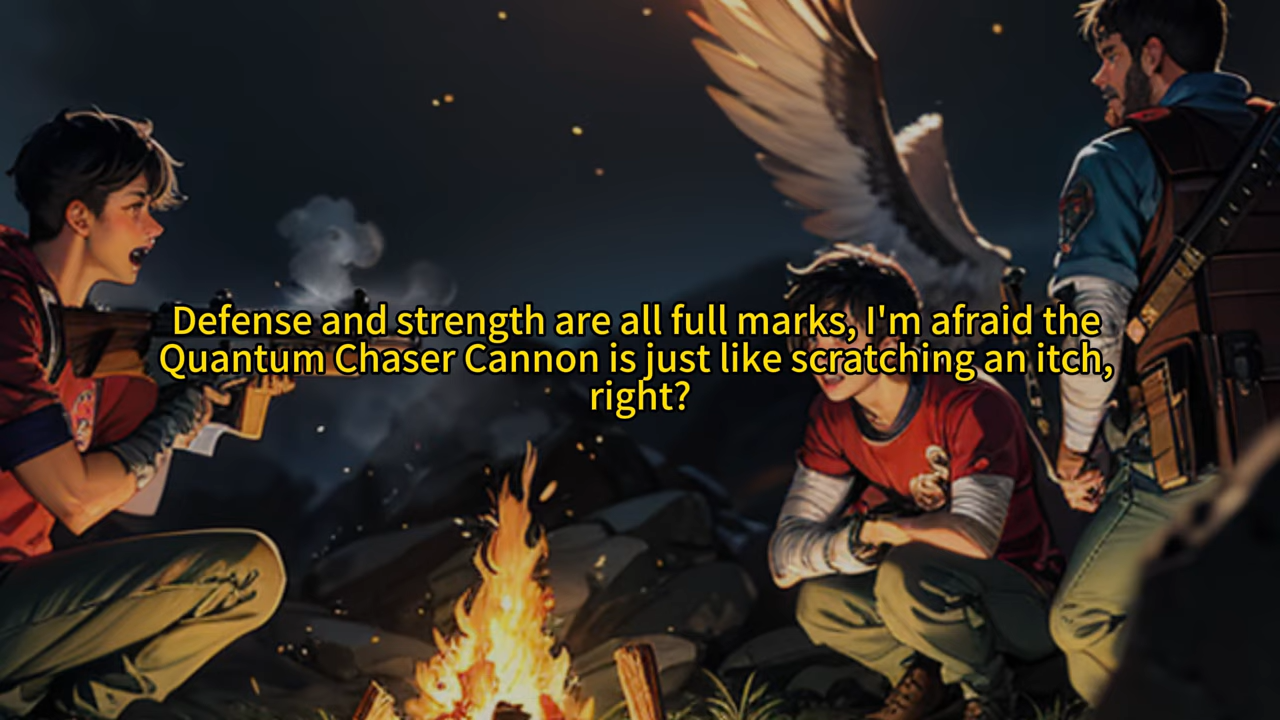 Defense and strength are all full marks, I'm afraid the
Quantum Chaser Cannon is just like scratching an itch,
right?